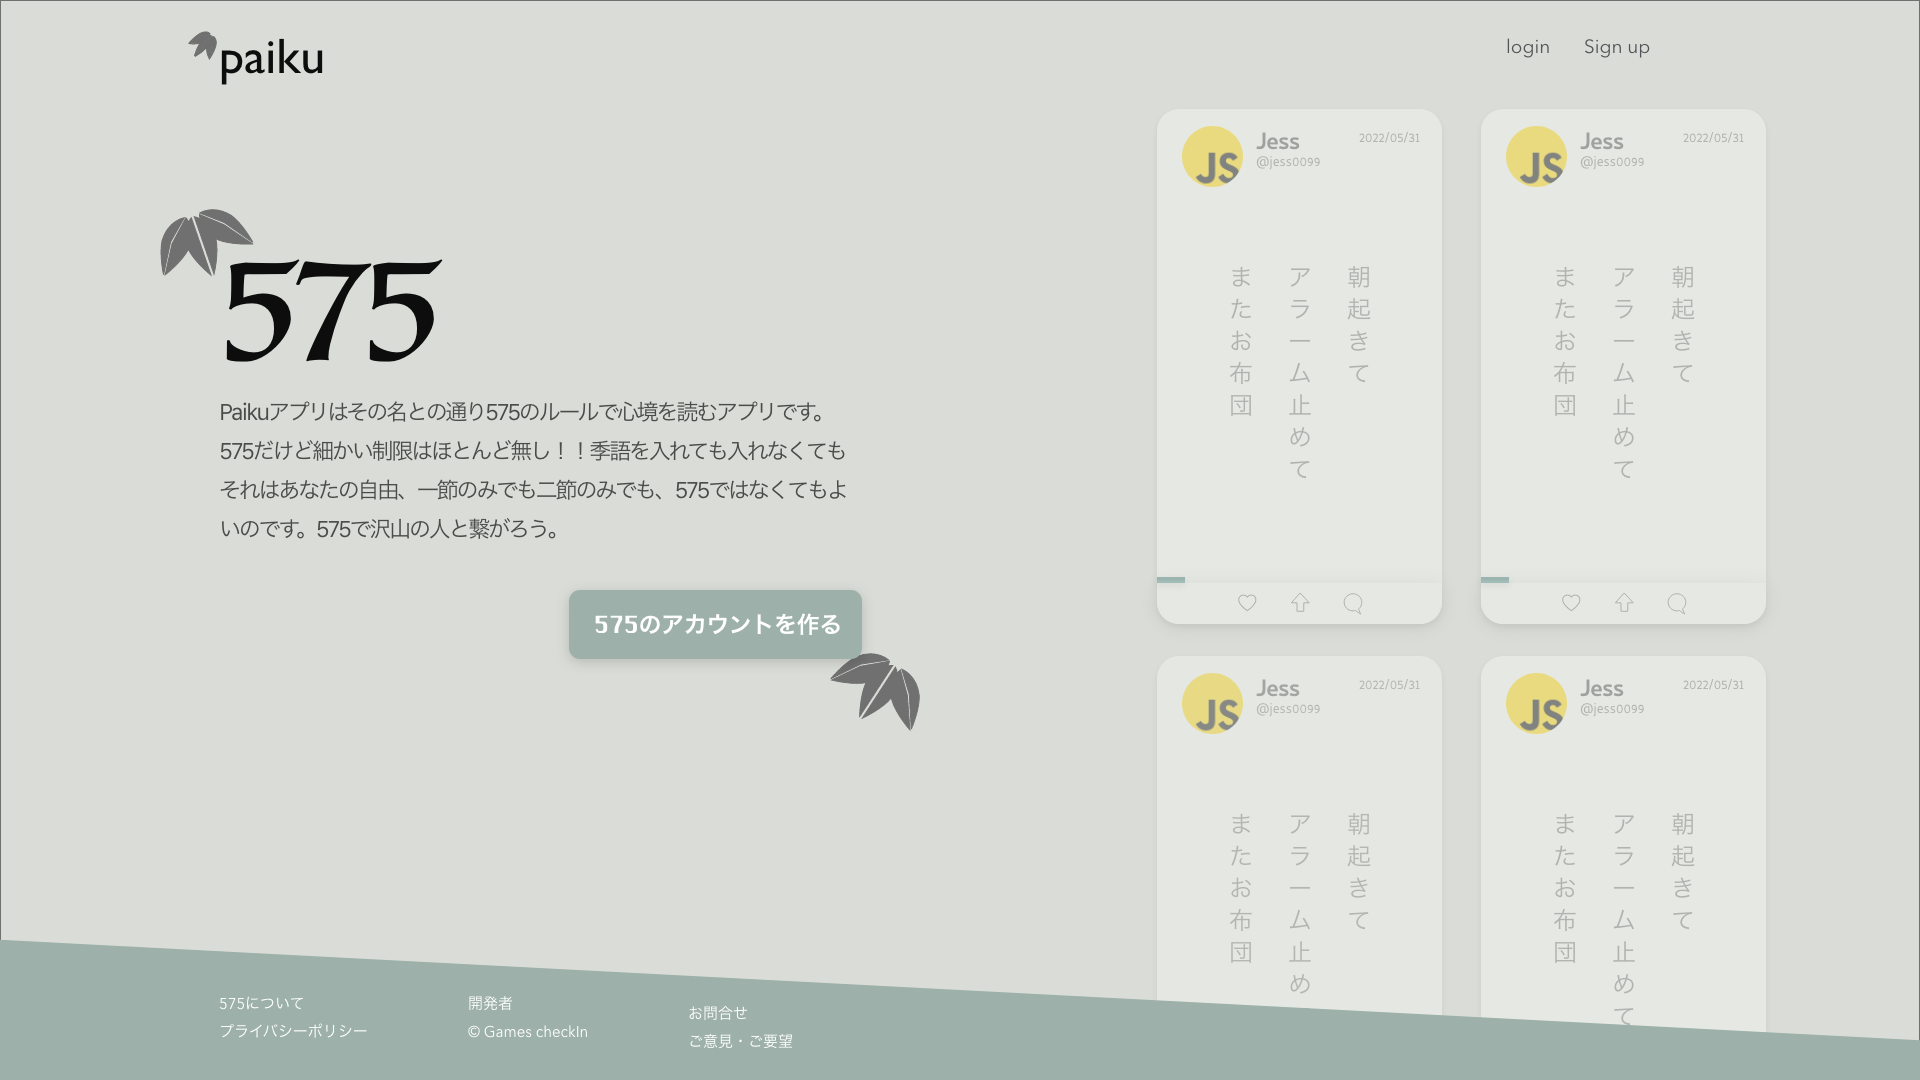 paiku
login
Sign up
575
Paikuアプリはその名との通り575のルールで心境を読むアプリです。
575だけど細かい制限はほとんど無し！！季語を入れても入れなくても
それはあなたの自由、一節のみでも二節のみでも、575ではなくてもよ
いのです。575で沢山の人と繋がろう。
575のアカウントを作る
JS
Jess
@jess0099
2022/05/31
朝起きて
アラーム止めて
またお布団
JS
Jess
@jess0099
2022/05/31
朝起きて
アラーム止めて
またお布団
JS
Jess
@jess0099
2022/05/31
朝起きて
アラーム止め
またお布団
JS
Jess
@jess0099
2022/05/31
朝起きて
アラーム止めて
またお布団
575について
プライバシーポリシー
開発者
© Games checkIn
お問合せ
ご意見・ご要望